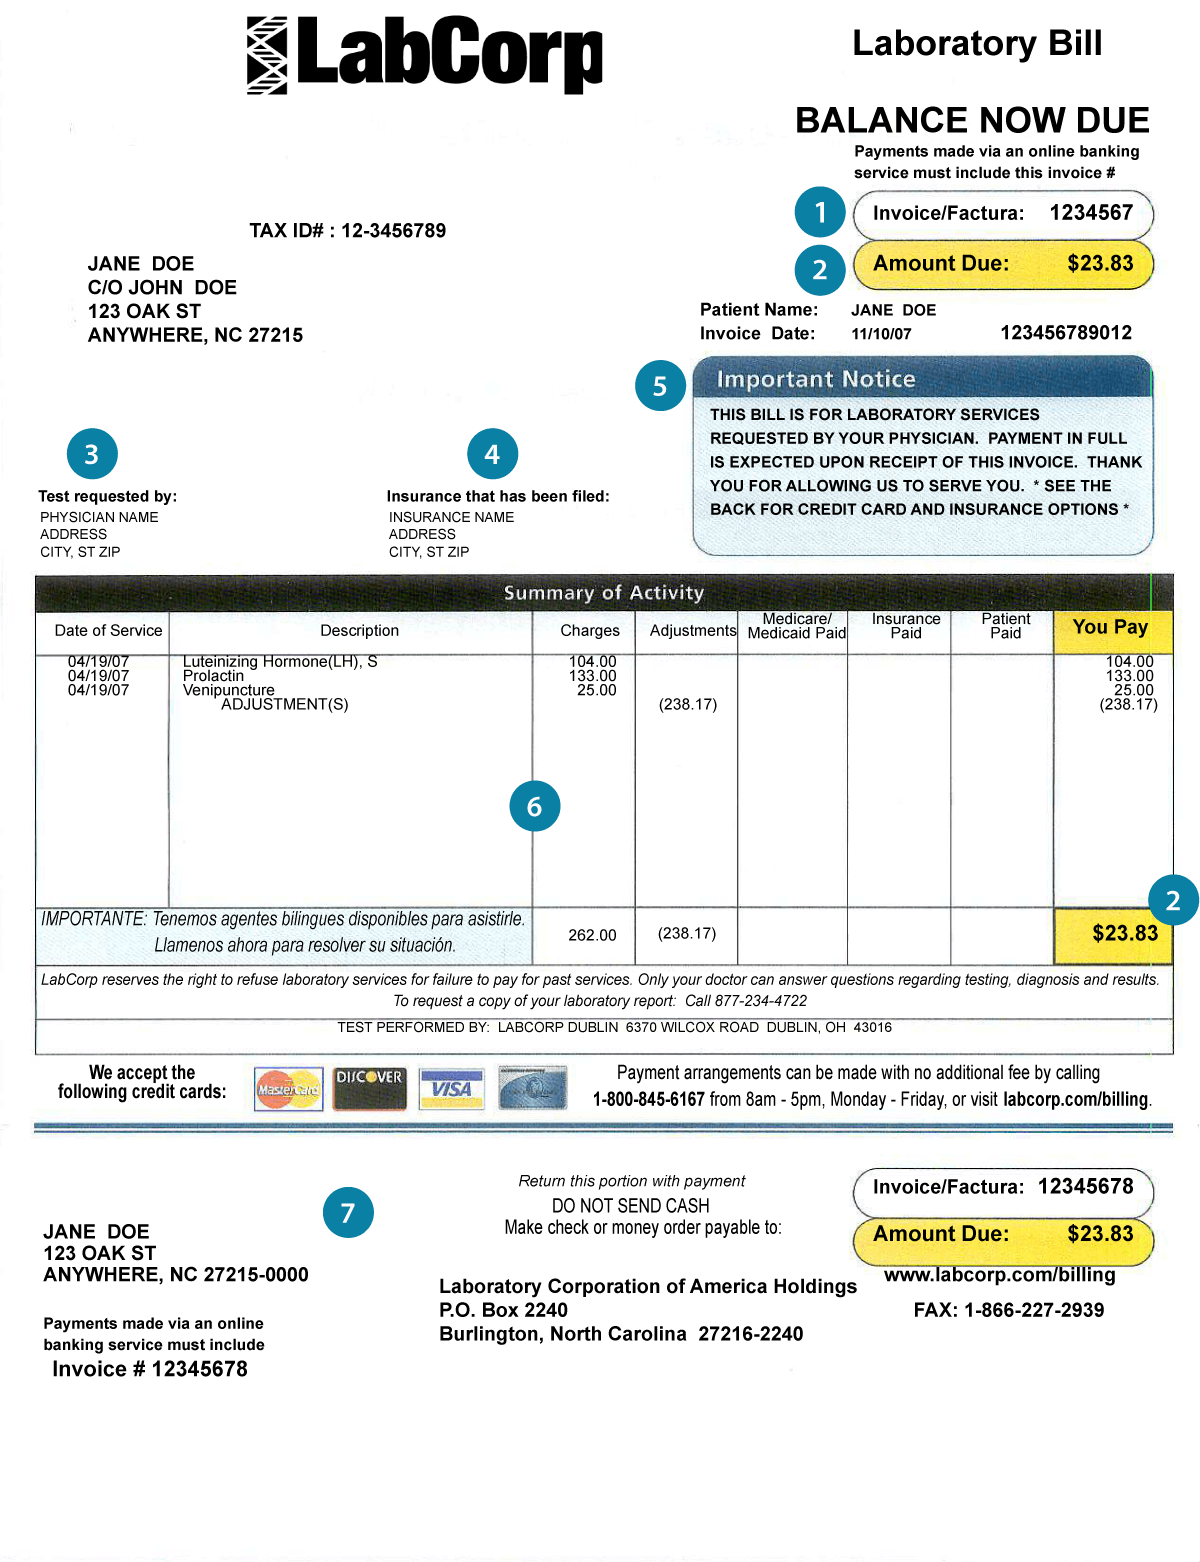 LabCorp
Laboratory Bill
BALANCE NOW DUE
Payments made via an online banking
service must include this invoice #
1 Invoice/Factura: 1234567
2 Amount Due: $23.83
TAX ID# : 12-3456789
JANE DOE
C/O JOHN DOE
123 OAK ST
ANYWHERE, NC 27215
Patient Name: JANE DOE
Invoice Date: 11/10/07 123456789012
5 Important Notice
THIS BILL IS FOR LABORATORY SERVICES
REQUESTED BY YOUR PHYSICIAN. PAYMENT IN FULL
IS EXPECTED UPON RECEIPT OF THIS INVOICE. THANK
YOU FOR ALLOWING US TO SERVE YOU. * SEE THE
BACK FOR CREDIT CARD AND INSURANCE OPTIONS *
3
Test requested by:
PHYSICIAN NAME
ADDRESS
CITY, ST ZIP
4
Insurance that has been filed:
INSURANCE NAME
ADDRESS
CITY, ST ZIP
Summary of Activity
Date of Service Description Charges Adjustments Medicare/ Medicaid Paid Insurance Paid Patient Paid You Pay
04/19/07 Luteinizing Hormone(LH), S 104.00 104.00
04/19/07 Prolactin 133.00 133.00
04/19/07 Venipuncture 25.00 25.00
ADJUSTMENT(S) (238.17) (238.17)
6
2
IMPORTANTE: Tenemos agentes bilingues disponibles para asistirle.
Llamenos ahora para resolver su situación.
262.00 (238.17) $23.83
LabCorp reserves the right to refuse laboratory services for failure to pay for past services. Only your doctor can answer questions regarding testing, diagnosis and results.
To request a copy of your laboratory report: Call 877-234-4722
TEST PERFORMED BY: LABCORP DUBLIN 6370 WILCOX ROAD DUBLIN, OH 43016
We accept the
following credit cards:
MasterCard DISCOVER VISA
Payment arrangements can be made with no additional fee by calling
1-800-845-6167 from 8am - 5pm, Monday - Friday, or visit labcorp.com/billing.
7
JANE DOE
123 OAK ST
ANYWHERE, NC 27215-0000
Payments made via an online
banking service must include
Invoice # 12345678
Return this portion with payment
DO NOT SEND CASH
Make check or money order payable to:
Laboratory Corporation of America Holdings
P.O. Box 2240
Burlington, North Carolina 27216-2240
Invoice/Factura: 12345678
Amount Due: $23.83
www.labcorp.com/billing
FAX: 1-866-227-2939